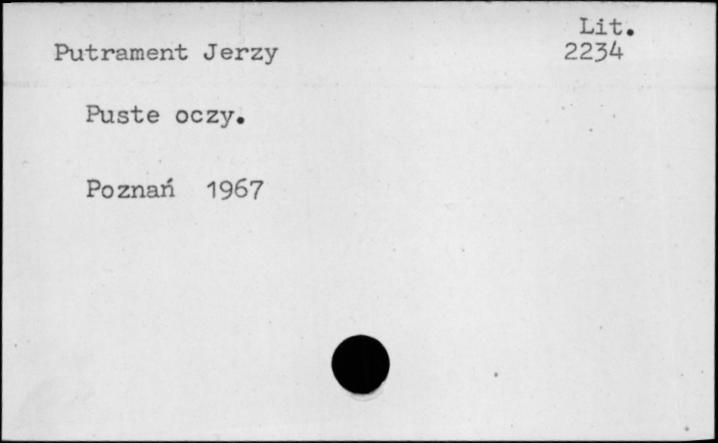 Lit.
Putrament Jerzy 2234
Puste oczy.
Poznań 1967